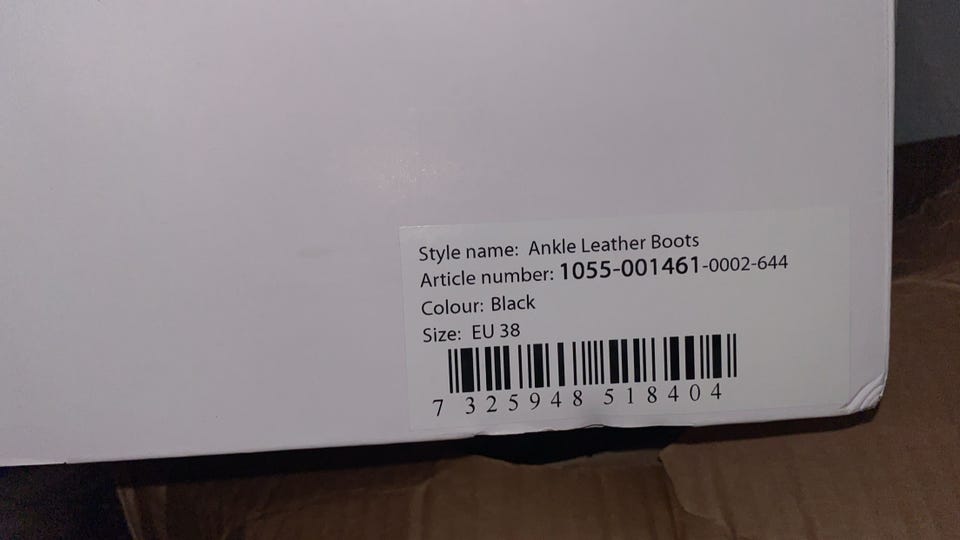 Style name: Ankle Leather Boots
Article number: 1055-001461-0002-644
Colour: Black
Size: EU 38
7 325948 518404